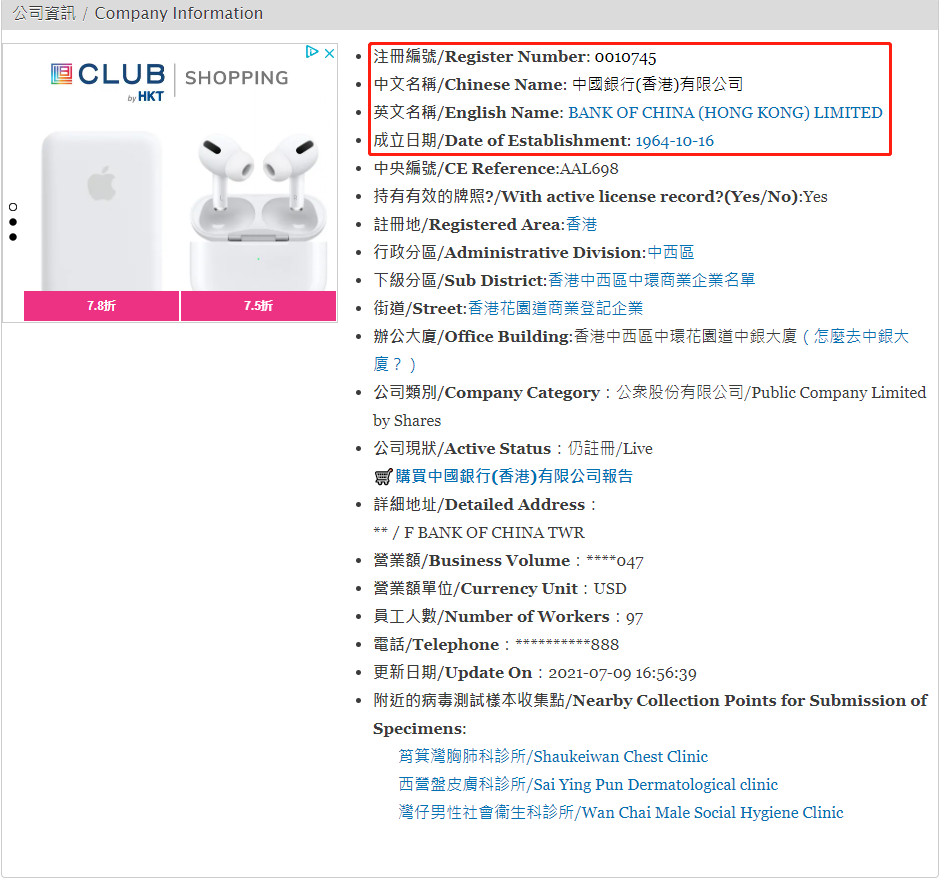 公司資訊 / Company Information
CLUB SHOPPING
by HKT
7.8折
7.5折
注冊編號/Register Number: 0010745
中文名稱/Chinese Name: 中國銀行(香港)有限公司
英文名稱/English Name: BANK OF CHINA (HONG KONG) LIMITED
成立日期/Date of Establishment: 1964-10-16
中央編號/CE Reference:AAL698
持有有效的牌照?/With active license record?(Yes/No):Yes
註冊地/Registered Area:香港
行政分區/Administrative Division:中西區
下級分區/Sub District:香港中西區中環商業企業名單
街道/Street:香港花園道商業登記企業
辦公大廈/Office Building:香港中西區中環花園道中銀大廈（怎麼去中銀大
廈？）
公司類別/Company Category：公衆股份有限公司/Public Company Limited
by Shares
公司現狀/Active Status：仍註冊/Live
購買中國銀行(香港)有限公司報告
詳細地址/Detailed Address：
** / F BANK OF CHINA TWR
營業額/Business Volume：****047
營業額單位/Currency Unit：USD
員工人數/Number of Workers：97
電話/Telephone：**********888
更新日期/Update On：2021-07-09 16:56:39
附近的病毒測試樣本收集點/Nearby Collection Points for Submission of
Specimens:
筲箕灣胸肺科診所/Shaukeiwan Chest Clinic
西營盤皮膚科診所/Sai Ying Pun Dermatological clinic
灣仔男性社會衞生科診所/Wan Chai Male Social Hygiene Clinic